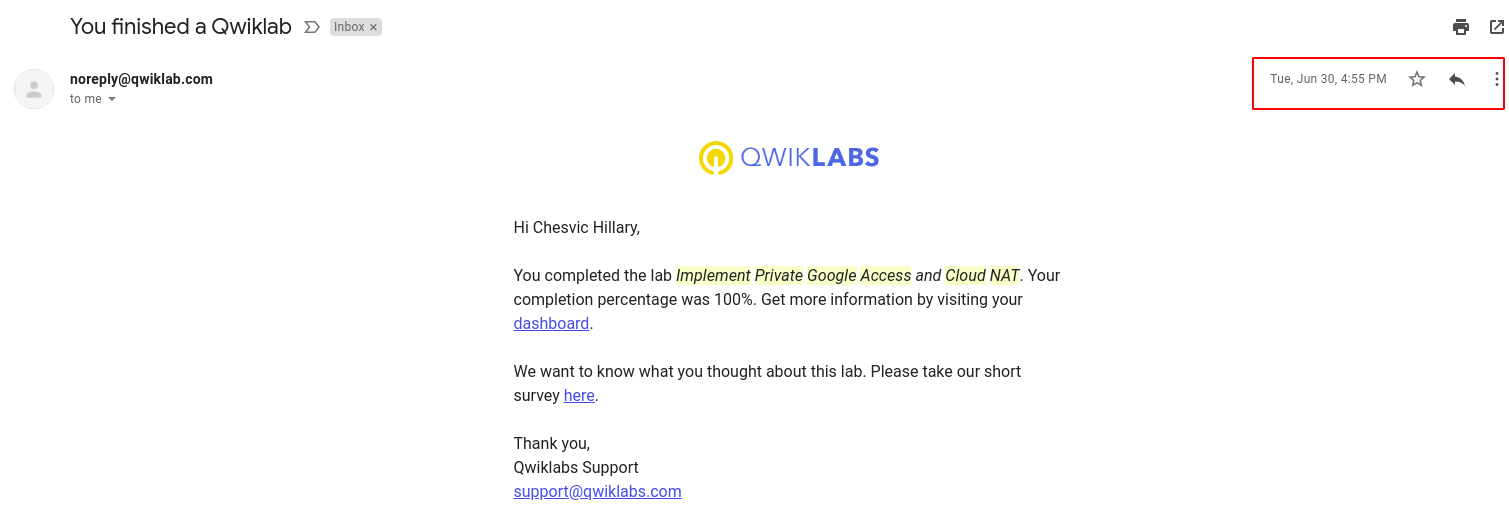 You finished a Qwiklab
Inbox ×
noreply@qwiklab.com
Tue, Jun 30, 4:55 PM
to me
QWIKLABS
Hi Chesvic Hillary,
You completed the lab Implement Private Google Access and Cloud NAT. Your
completion percentage was 100%. Get more information by visiting your
dashboard.
We want to know what you thought about this lab. Please take our short
survey here.
Thank you,
Qwiklabs Support
support@qwiklabs.com